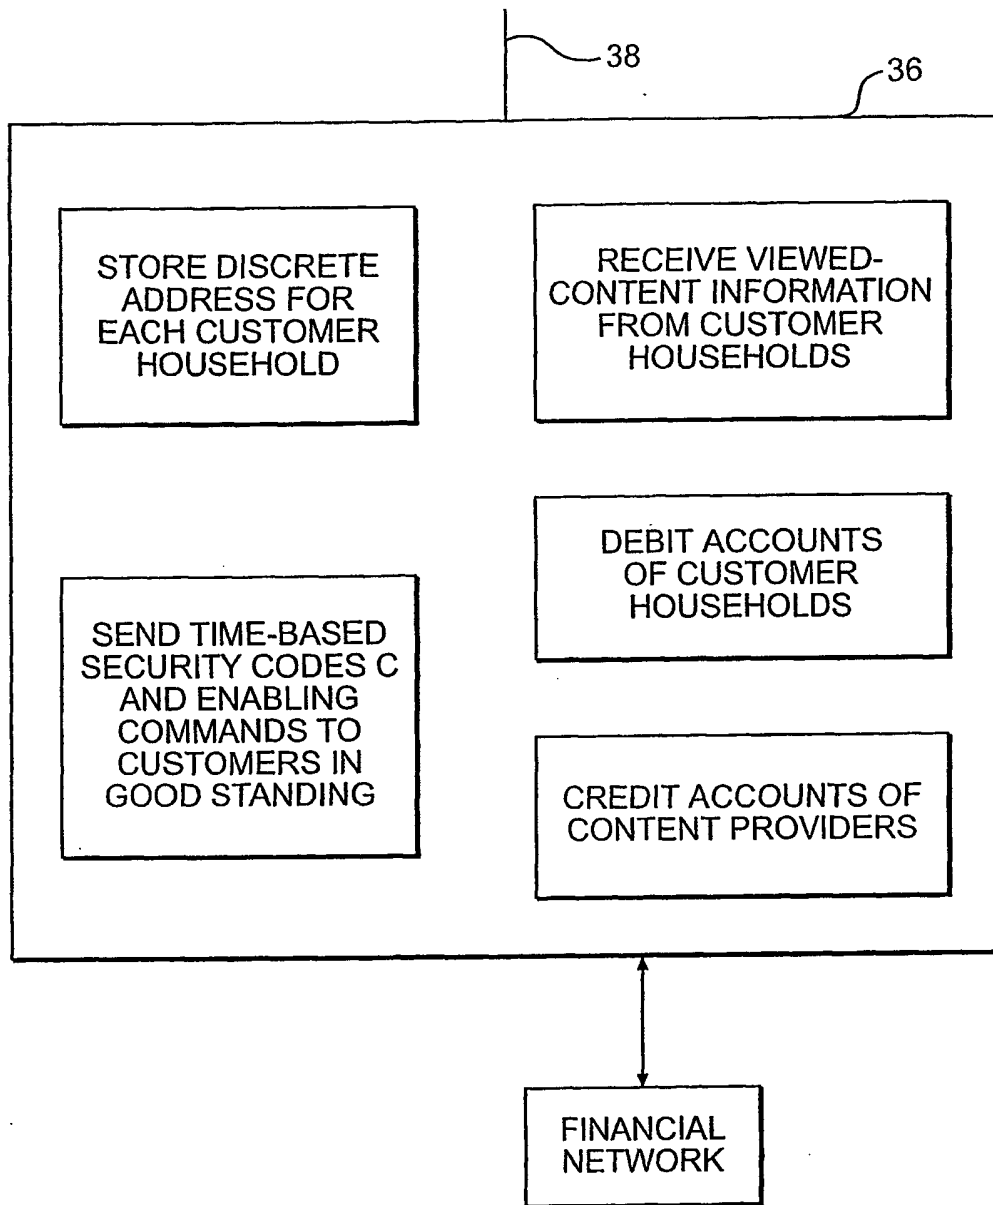 38
36
STORE DISCRETE
ADDRESS FOR
EACH CUSTOMER
HOUSEHOLD
RECEIVE VIEWED-
CONTENT INFORMATION
FROM CUSTOMER
HOUSEHOLDS
SEND TIME-BASED
SECURITY CODES C
AND ENABLING
COMMANDS TO
CUSTOMERS IN
GOOD STANDING
DEBIT ACCOUNTS
OF CUSTOMER
HOUSEHOLDS
CREDIT ACCOUNTS OF
CONTENT PROVIDERS
FINANCIAL
NETWORK